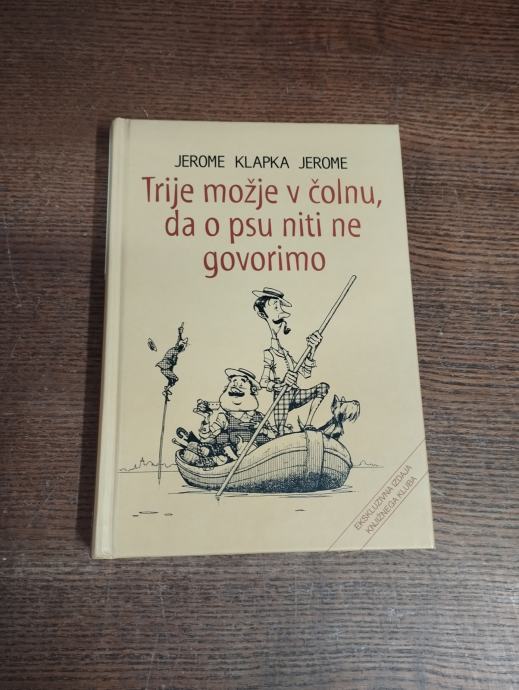 JEROME KLAPKA JEROME
Trije možje v čolnu,
da o psu niti ne
govorimo
EKSKLUZIVNA IZDAJA
KNJIŽNEGA KLUBA